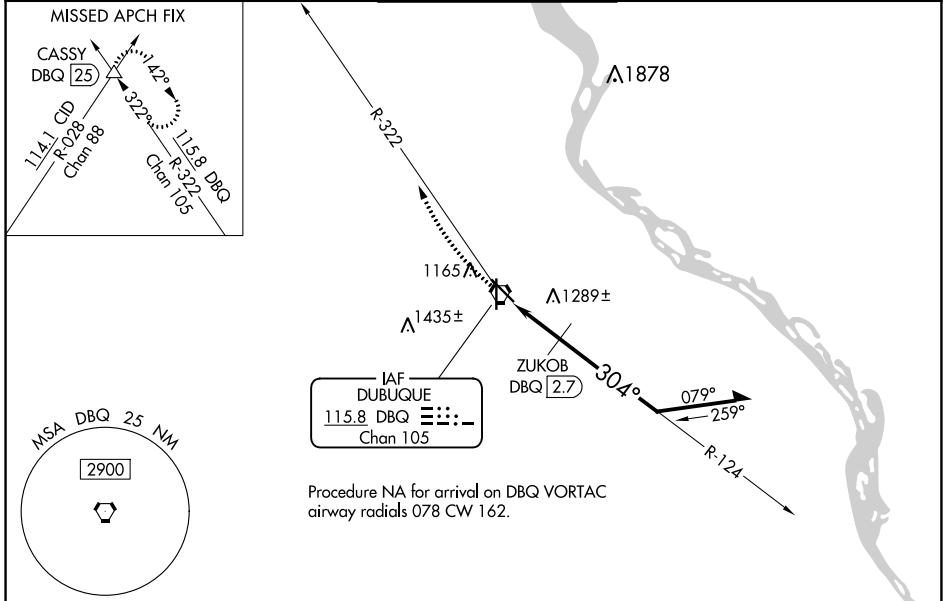 MISSED APCH FIX
CASSY
DBQ 25
142°
322°
114.1 CID
R-028
Chan 88
115.8 DBQ
R-322
Chan 105
1878
R-322
1165
1289±
1435±
ZUKOB
DBQ 2.7
304°
079°
259°
R-124
IAF
DUBUQUE
115.8 DBQ
Chan 105
MSA DBQ 25 NM
2900
Procedure NA for arrival on DBQ VORTAC
airway radials 078 CW 162.